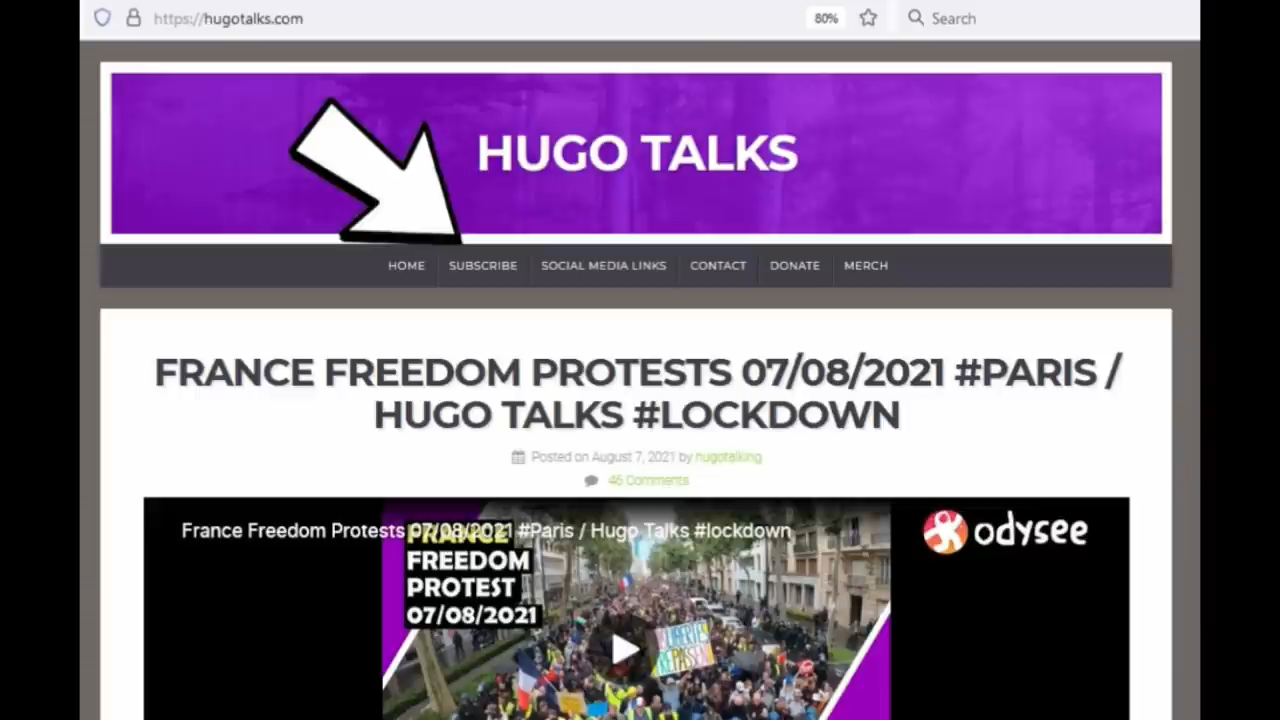 https://hugotalks.com
80%
Search
HUGO TALKS
HOME
SUBSCRIBE
SOCIAL MEDIA LINKS
CONTACT
DONATE
MERCH
FRANCE FREEDOM PROTESTS 07/08/2021 #PARIS /
HUGO TALKS #LOCKDOWN
Posted on August 7, 2021 by hugotalking
46 Comments
France Freedom Protests 07/08/2021 #Paris / Hugo Talks #lockdown
odysee
FRANCE
FREEDOM
PROTEST
07/08/2021
LIBERTÉ